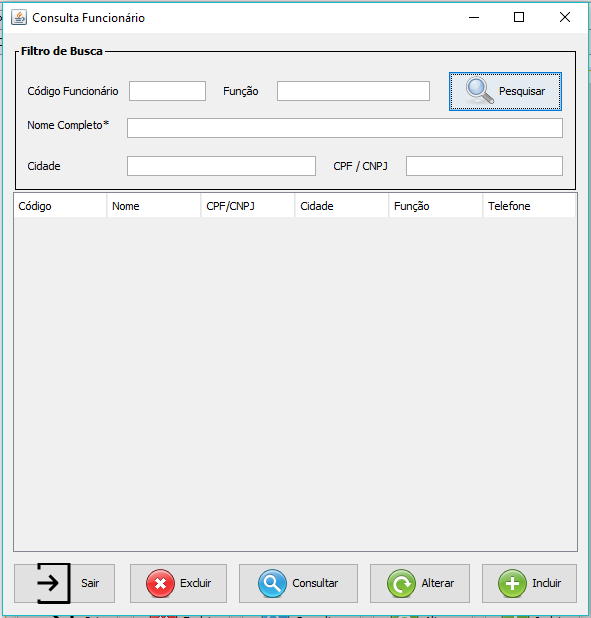 Consulta Funcionário
Filtro de Busca
Código Funcionário Função Pesquisar
Nome Completo*
Cidade CPF / CNPJ
Código Nome CPF/CNPJ Cidade Função Telefone
Sair Excluir Consultar Alterar Incluir